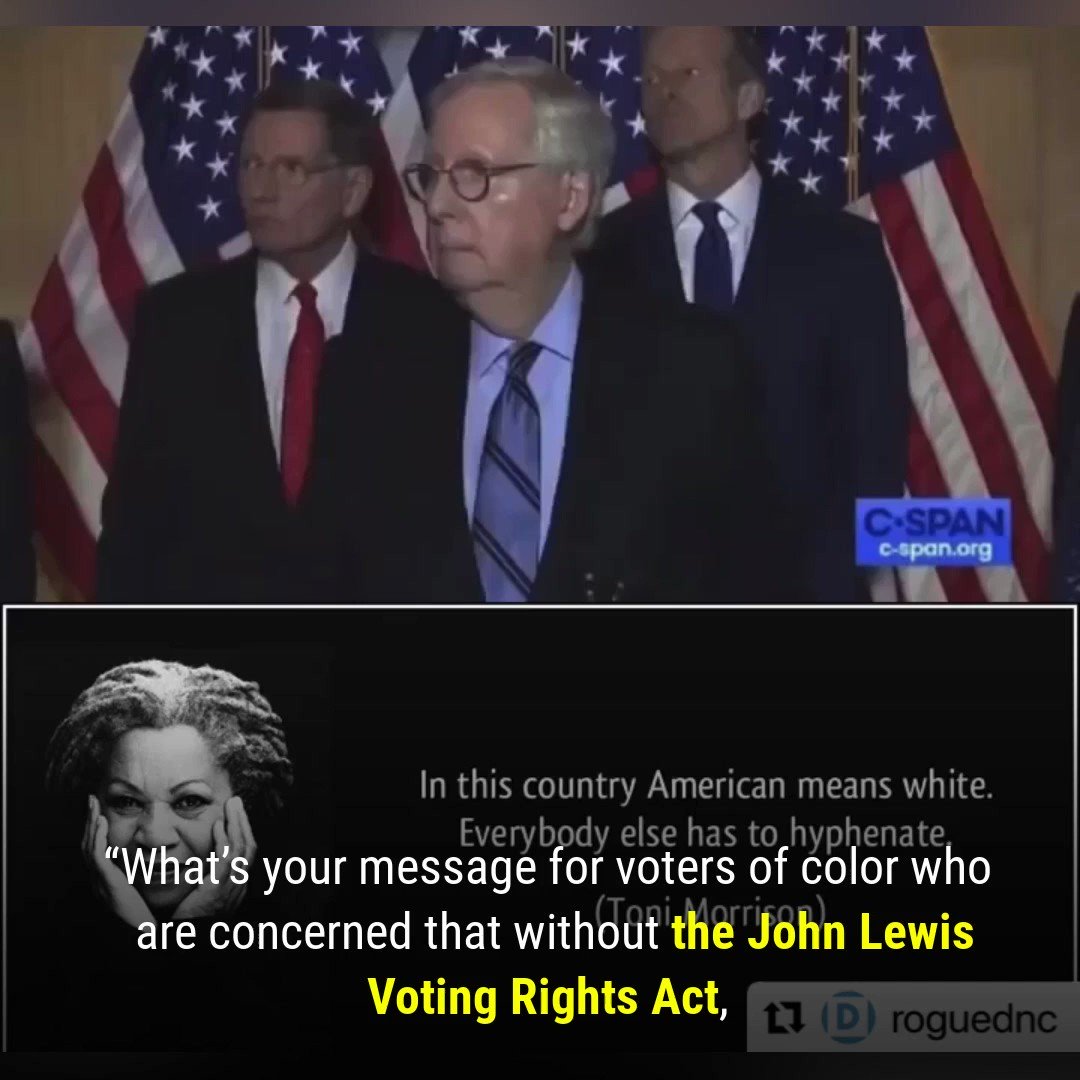 C-SPAN
c-span.org
In this country American means white.
Everybody else has to hyphenate.
(Toni Morrison)
“What’s your message for voters of color who
are concerned that without the John Lewis
Voting Rights Act,
roguednc